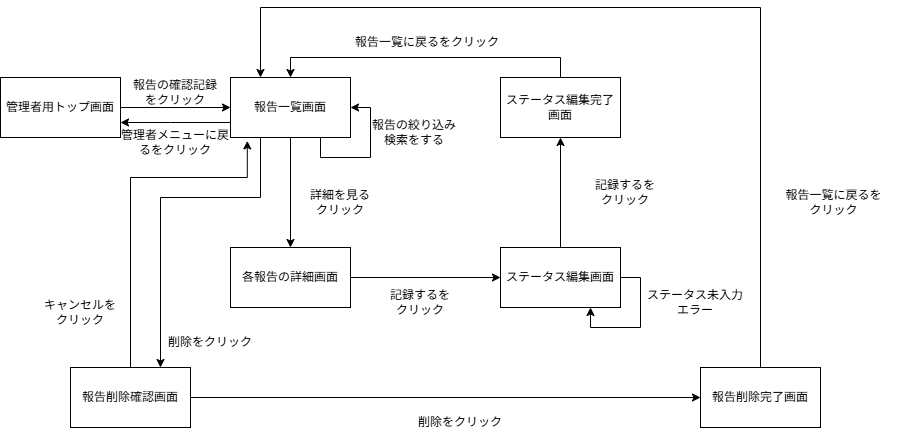 報告一覧に戻るをクリック
報告の確認記録
をクリック
管理者用トップ画面
報告一覧画面
ステータス編集完了
画面
報告の絞り込み
検索をする
管理者メニューに戻
るをクリック
詳細を見る
クリック
記録するを
クリック
報告一覧に戻るを
クリック
各報告の詳細画面
ステータス編集画面
記録するを
クリック
ステータス未入力
エラー
キャンセルを
クリック
削除をクリック
報告削除確認画面
報告削除完了画面
削除をクリック